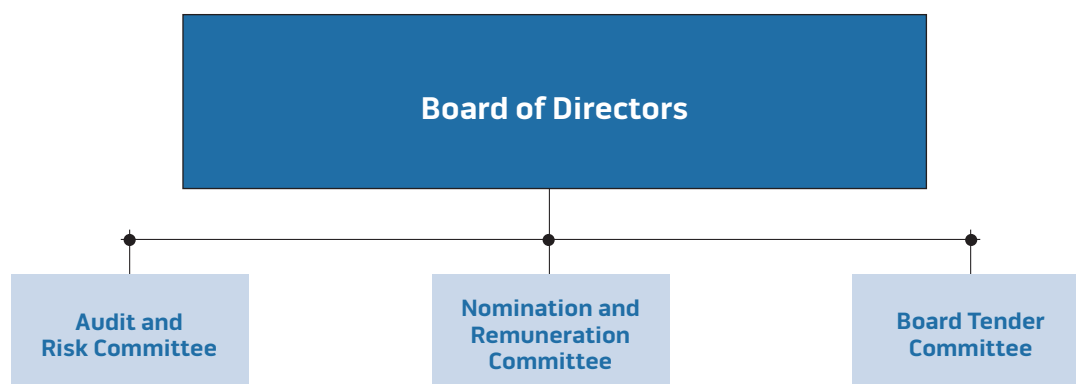 Board of Directors
Audit and
Risk Committee
Nomination and
Remuneration
Committee
Board Tender
Committee